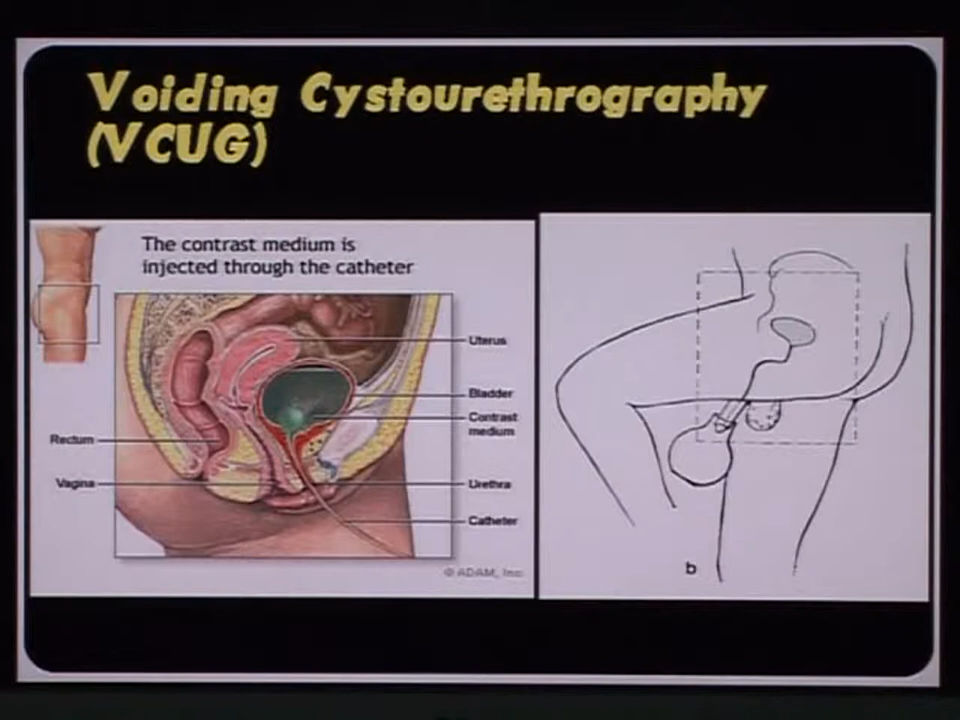 Voiding Cystourethrography
(VCUG)
The contrast medium is
injected through the catheter
Uterus
Bladder
Contrast
medium
Rectum
Vagina
Urethra
Catheter
© ADAM, Inc.
b